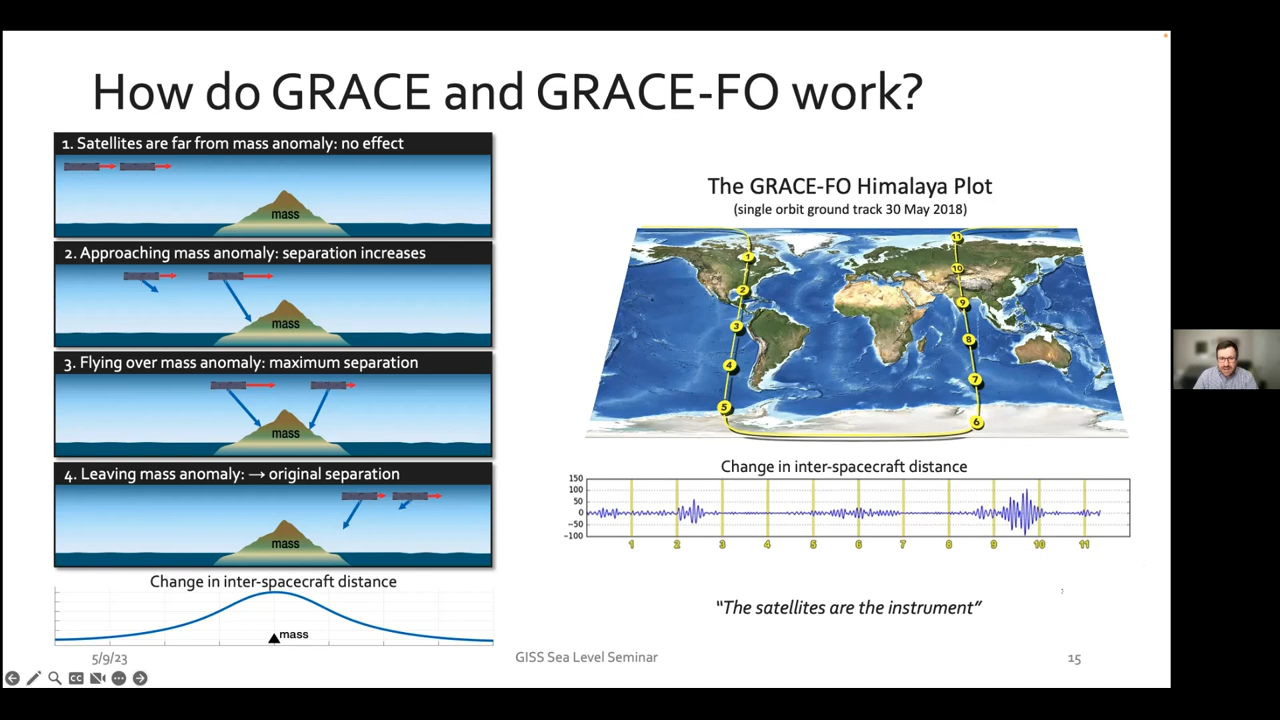 How do GRACE and GRACE-FO work?
1. Satellites are far from mass anomaly: no effect
mass
2. Approaching mass anomaly: separation increases
mass
3. Flying over mass anomaly: maximum separation
mass
4. Leaving mass anomaly: → original separation
mass
Change in inter-spacecraft distance
mass
The GRACE-FO Himalaya Plot
(single orbit ground track 30 May 2018)
11
1
10
2
9
3
8
4
7
5
6
Change in inter-spacecraft distance
150
100
50
0
−50
−100
1 2 3 4 5 6 7 8 9 10 11
“The satellites are the instrument”
5/9/23
GISS Sea Level Seminar
15
CC